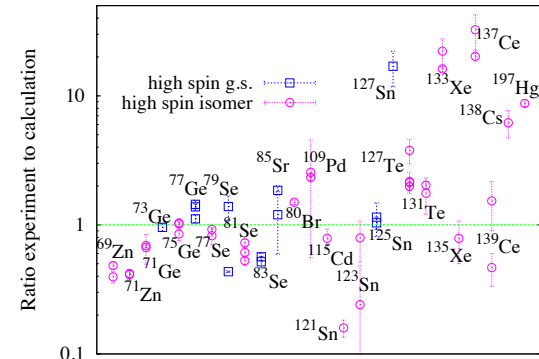 Ratio experiment to calculation
10
1
0.1
high spin g.s.
high spin isomer
69Zn
71Zn
71Ge
73Ge
75Ge
77Ge
77Se
79Se
81Se
83Se
85Sr
80Br
109Pd
115Cd
121Sn
123Sn
125Sn
127Sn
127Te
131Te
133Xe
135Xe
137Ce
138Cs
139Ce
197Hg